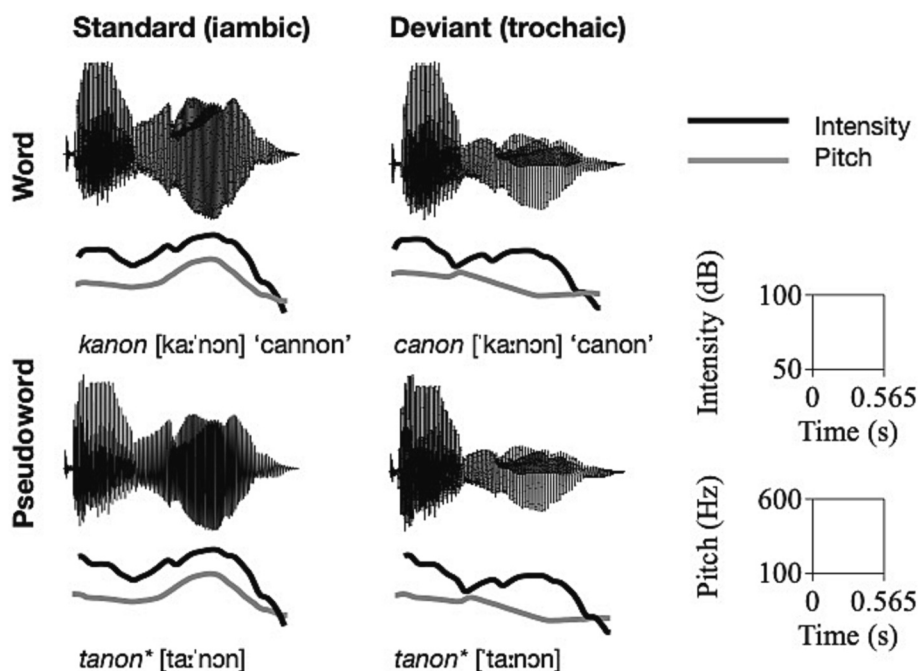 Standard (iambic)
Deviant (trochaic)
Word
Intensity
Pitch
kanon [kaːˈnɔn] ‘cannon’
canon [ˈkaːnɔn] ‘canon’
Intensity (dB)
100
50
0 0.565
Time (s)
Pseudoword
tanon* [taːˈnɔn]
tanon* [ˈtaːnɔn]
Pitch (Hz)
600
100
0 0.565
Time (s)